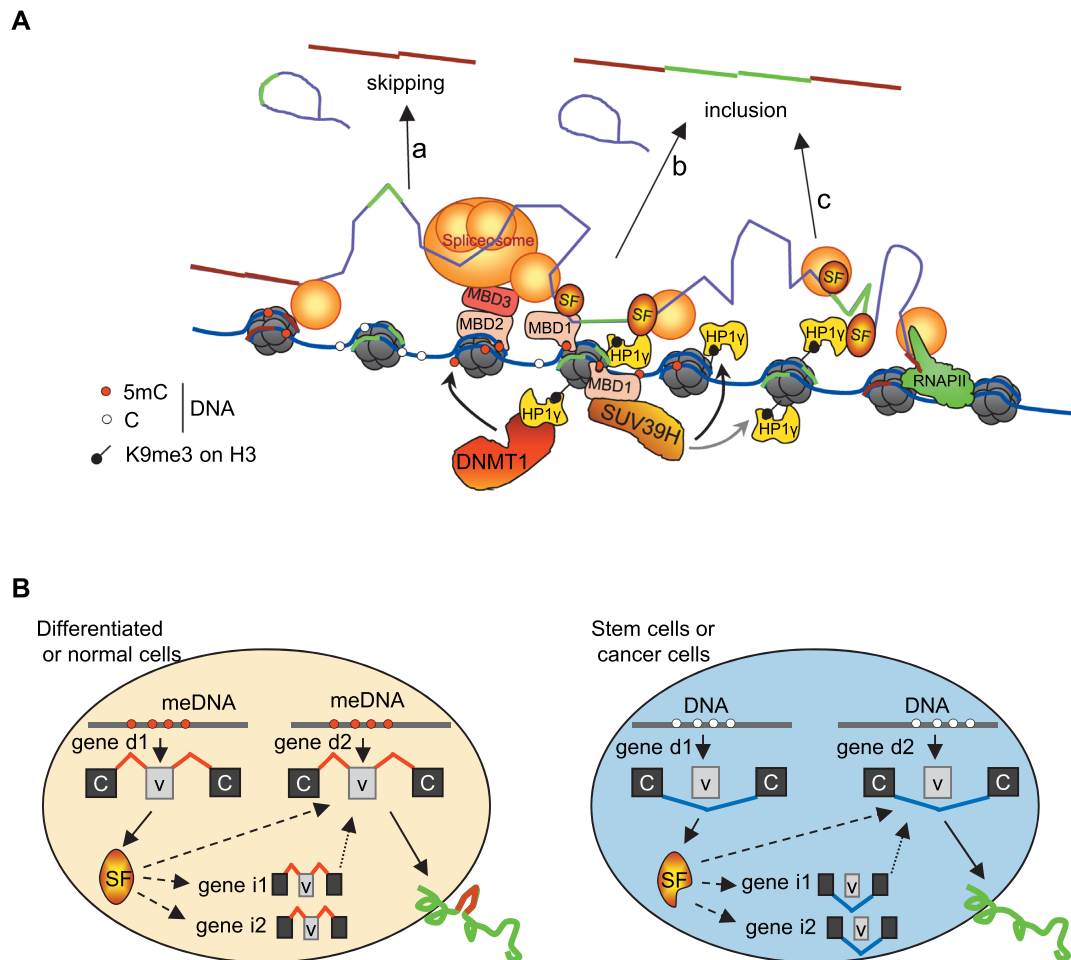 A
skipping
inclusion
a
b
c
Spliceosome
MBD3
MBD2
MBD1
SF
SF
SF
SF
HP1γ
HP1γ
HP1γ
HP1γ
HP1γ
MBD1
SUV39H
DNMT1
RNAPII
5mC
C
DNA
K9me3 on H3
B
Differentiated
or normal cells
meDNA
meDNA
gene d1
gene d2
C
v
C
C
v
C
SF
gene i1
v
gene i2
v
Stem cells or
cancer cells
DNA
DNA
gene d1
gene d2
C
v
C
C
v
C
SF
gene i1
v
gene i2
v